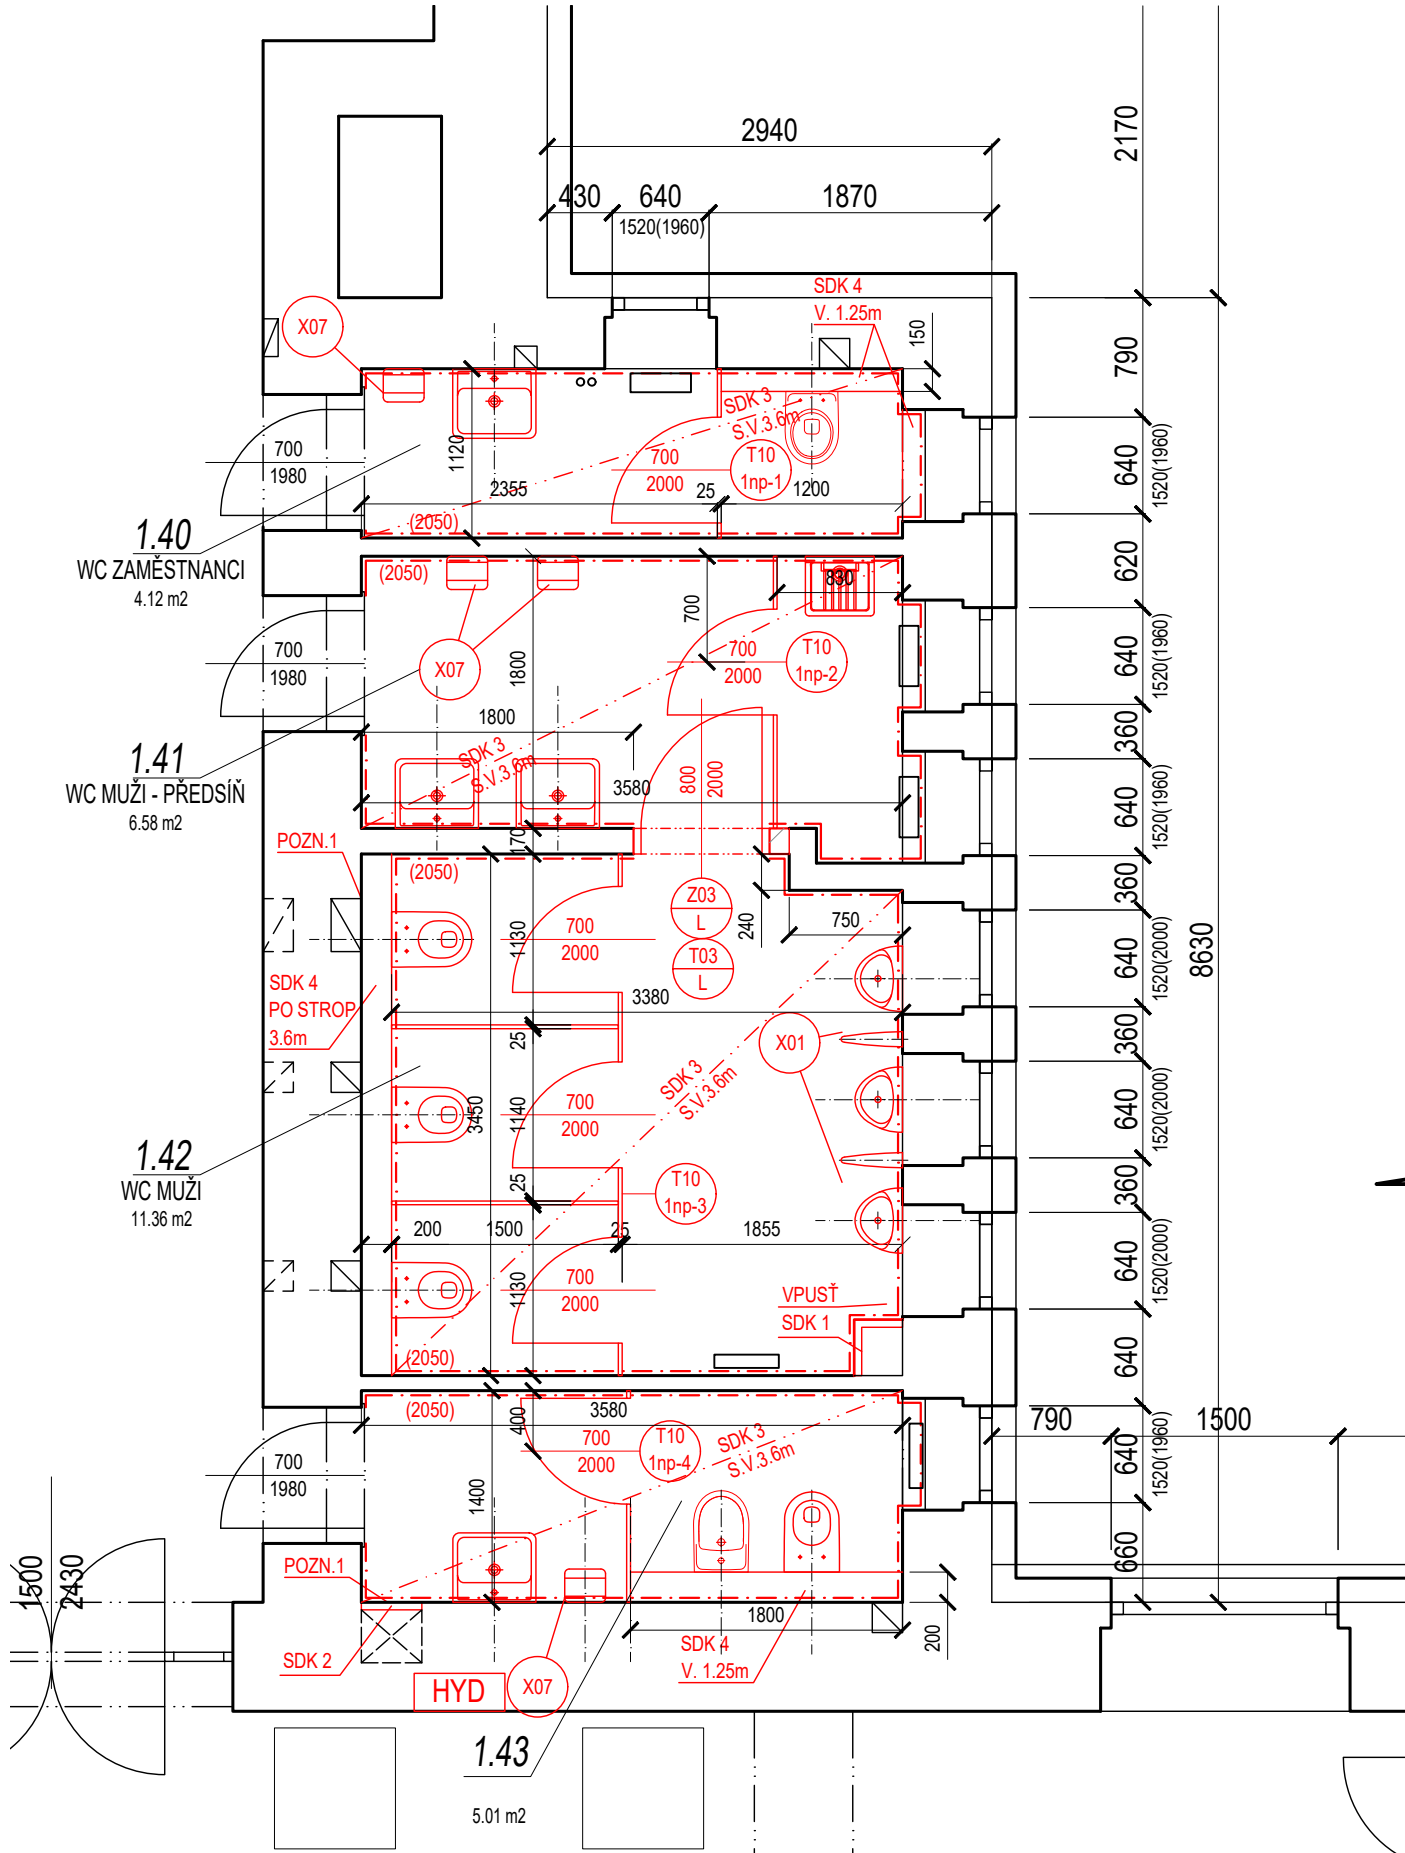 2940
2170
430
640
1870
1520(1960)
SDK 4
V. 1.25m
X07
150
790
SDK 3
S.V.3.6m
1120
700
1980
700
2000
T10
1np-1
640
1520(1960)
2355
25
1200
(2050)
1.40
WC ZAMĚSTNANCI
4.12 m2
620
(2050)
830
700
X07
700
1980
1800
700
2000
T10
1np-2
640
1520(1960)
1800
SDK 3
S.V.3.6m
360
1.41
WC MUŽI - PŘEDSÍŇ
6.58 m2
3580
800
2000
640
1520(1960)
170
POZN.1
(2050)
360
Z03
L
T03
L
240
750
700
2000
1130
640
1520(2000)
8630
SDK 4
PO STROP
3.6m
3380
25
X01
360
SDK 3
S.V.3.6m
3450
1140
700
2000
640
1520(2000)
1.42
WC MUŽI
11.36 m2
25
T10
1np-3
360
200
1500
25
1855
1130
700
2000
640
1520(2000)
VPUSŤ
SDK 1
(2050)
640
(2050)
400
3580
790
1500
700
1980
700
2000
T10
1np-4
SDK 3
S.V.3.6m
640
1520(1960)
1400
1500
2430
POZN.1
660
1800
200
SDK 2
SDK 4
V. 1.25m
HYD
X07
1.43
5.01 m2